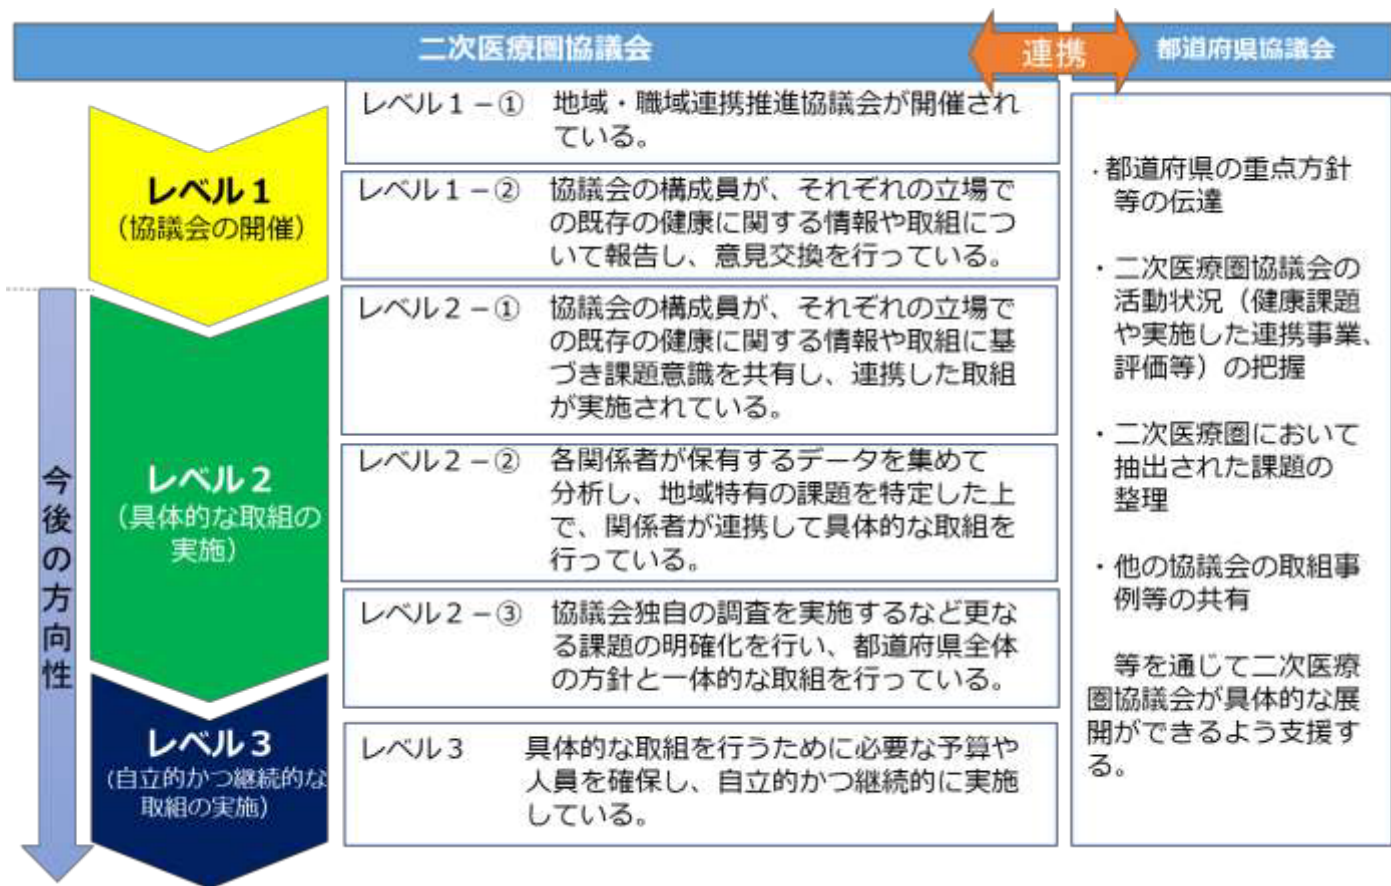 二次医療圏協議会
連携
都道府県協議会
レベル1
(協議会の開催)
レベル1-① 地域・職域連携推進協議会が開催され
ている。
レベル1-② 協議会の構成員が、それぞれの立場で
の既存の健康に関する情報や取組につ
いて報告し、意見交換を行っている。
今後の方向性
レベル2
(具体的な取組の
実施)
レベル2-① 協議会の構成員が、それぞれの立場で
の既存の健康に関する情報や取組に基
づき課題意識を共有し、連携した取組
が実施されている。
レベル2-② 各関係者が保有するデータを集めて
分析し、地域特有の課題を特定した上
で、関係者が連携して具体的な取組を
行っている。
レベル2-③ 協議会独自の調査を実施するなど更な
る課題の明確化を行い、都道府県全体
の方針と一体的な取組を行っている。
レベル3
(自立的かつ継続的な
取組の実施)
レベル3 具体的な取組を行うために必要な予算や
人員を確保し、自立的かつ継続的に実施
している。
・都道府県の重点方針
等の伝達
・二次医療圏協議会の
活動状況(健康課題
や実施した連携事業、
評価等)の把握
・二次医療圏において
抽出された課題の
整理
・他の協議会の取組事
例等の共有
等を通じて二次医療
圏協議会が具体的な展
開ができるよう支援す
る。